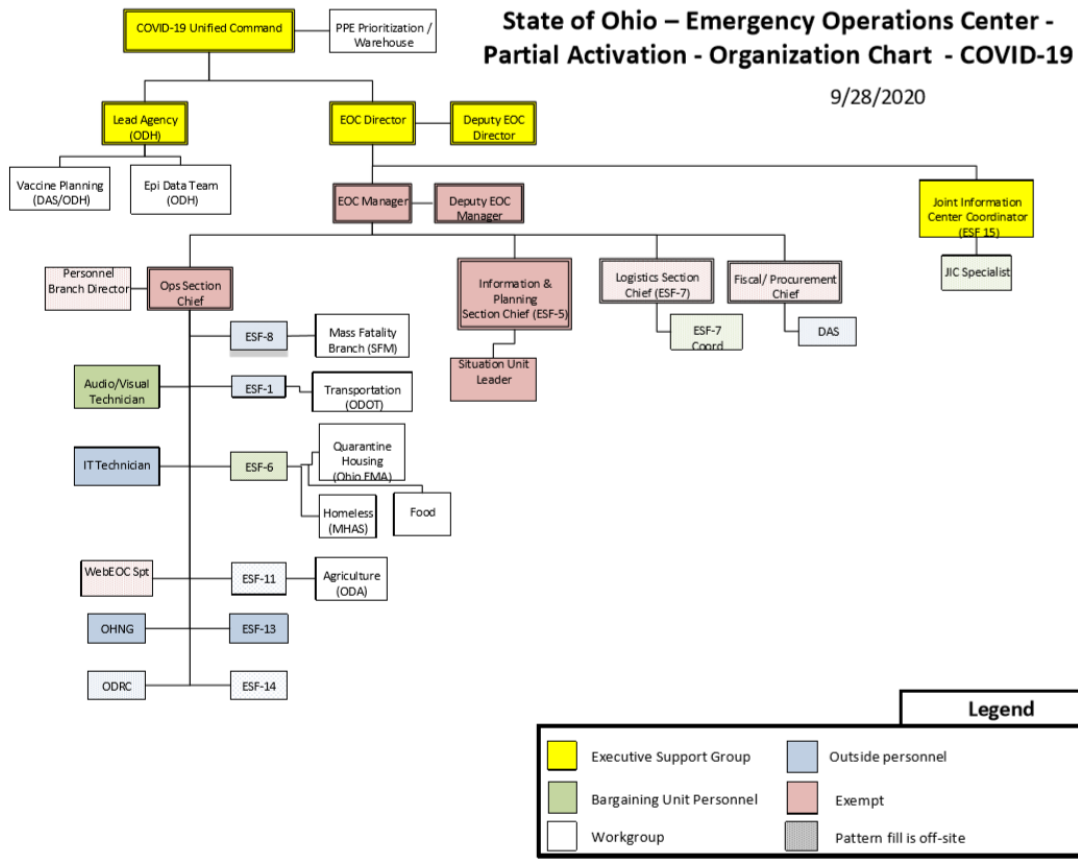 State of Ohio – Emergency Operations Center -
Partial Activation - Organization Chart - COVID-19
9/28/2020
COVID-19 Unified Command
PPE Prioritization /
Warehouse
Lead Agency
(ODH)
EOC Director
Deputy EOC
Director
Vaccine Planning
(DAS/ODH)
Epi Data Team
(ODH)
EOC Manager
Deputy EOC
Manager
Joint Information
Center Coordinator
(ESF 15)
JIC Specialist
Personnel
Branch Director
Ops Section
Chief
Information &
Planning
Section Chief (ESF-5)
Logistics Section
Chief (ESF-7)
Fiscal/ Procurement
Chief
ESF-8
Mass Fatality
Branch (SFM)
ESF-7
Coord
DAS
Situation Unit
Leader
Audio/Visual
Technician
ESF-1
Transportation
(ODOT)
IT Technician
ESF-6
Quarantine
Housing
(Ohio EMA)
Homeless
(MHAS)
Food
WebEOC Spt
ESF-11
Agriculture
(ODA)
OHNG
ESF-13
ODRC
ESF-14
Legend
Executive Support Group
Outside personnel
Bargaining Unit Personnel
Exempt
Workgroup
Pattern fill is off-site